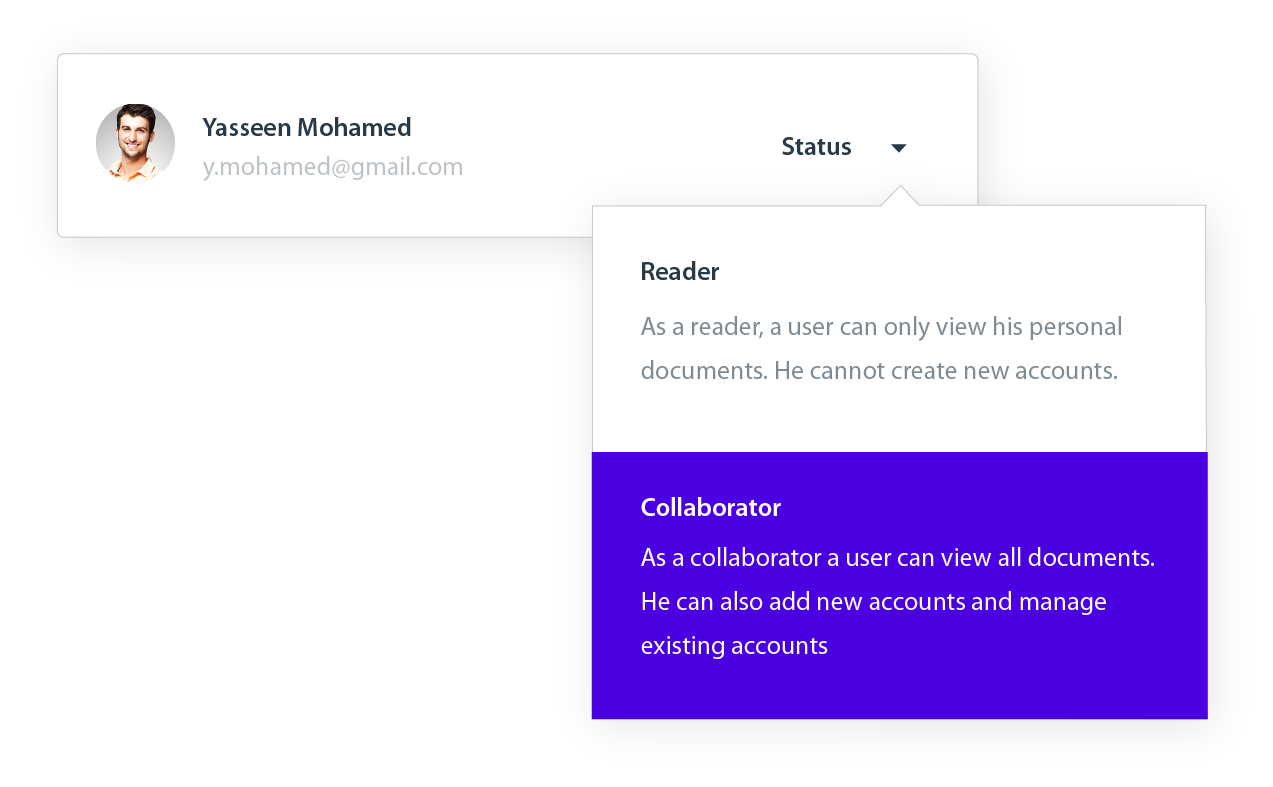 Yasseen Mohamed
y.mohamed@gmail.com
Status
Reader
As a reader, a user can only view his personal
documents. He cannot create new accounts.
Collaborator
As a collaborator a user can view all documents.
He can also add new accounts and manage
existing accounts